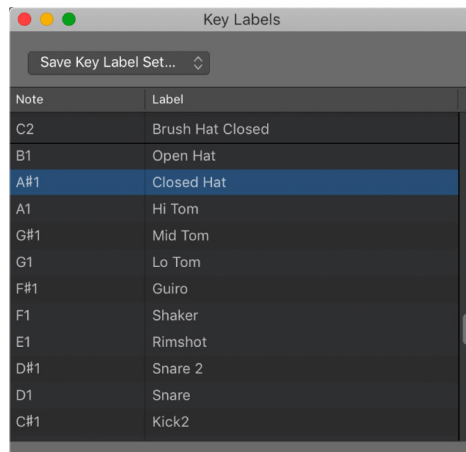 Key Labels
Save Key Label Set...
Note Label
C2 Brush Hat Closed
B1 Open Hat
A#1 Closed Hat
A1 Hi Tom
G#1 Mid Tom
G1 Lo Tom
F#1 Guiro
F1 Shaker
E1 Rimshot
D#1 Snare 2
D1 Snare
C#1 Kick2